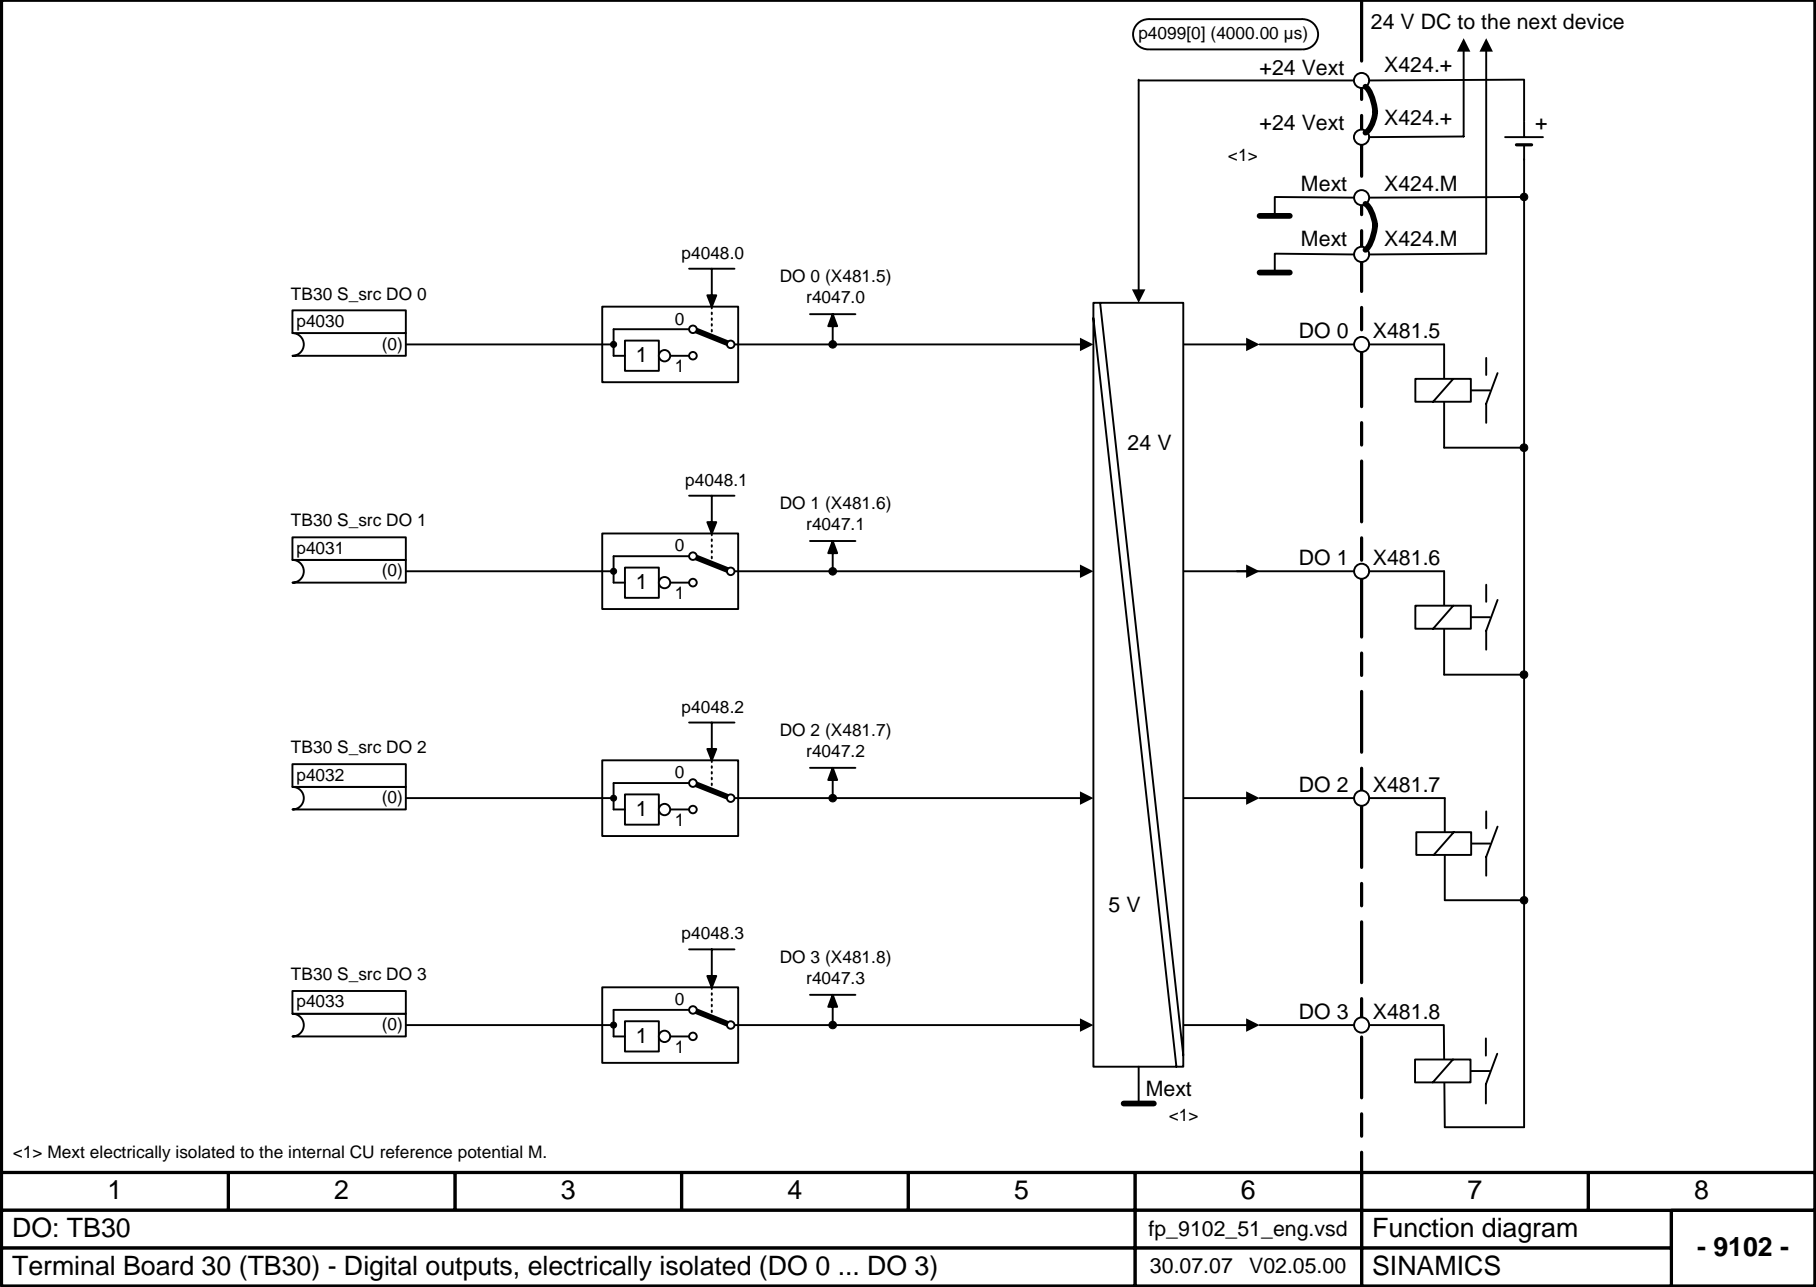 p4099[0] (4000.00 µs)
24 V DC to the next device
+24 Vext X424.+
+24 Vext X424.+
+
<1>
Mext X424.M
Mext X424.M
p4048.0
DO 0 (X481.5)
r4047.0
TB30 S_src DO 0
p4030
(0)
0
1
1
DO 0 X481.5
24 V
p4048.1
DO 1 (X481.6)
r4047.1
TB30 S_src DO 1
p4031
(0)
0
1
1
DO 1 X481.6
p4048.2
DO 2 (X481.7)
r4047.2
TB30 S_src DO 2
p4032
(0)
0
1
1
DO 2 X481.7
5 V
p4048.3
DO 3 (X481.8)
r4047.3
TB30 S_src DO 3
p4033
(0)
0
1
1
DO 3 X481.8
Mext
<1>
<1> Mext electrically isolated to the internal CU reference potential M.
1 2 3 4 5 6 7 8
DO: TB30 fp_9102_51_eng.vsd Function diagram
- 9102 -
Terminal Board 30 (TB30) - Digital outputs, electrically isolated (DO 0 ... DO 3) 30.07.07 V02.05.00 SINAMICS